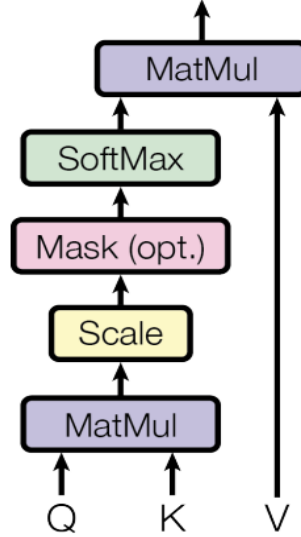 MatMul
SoftMax
Mask (opt.)
Scale
MatMul
Q K V